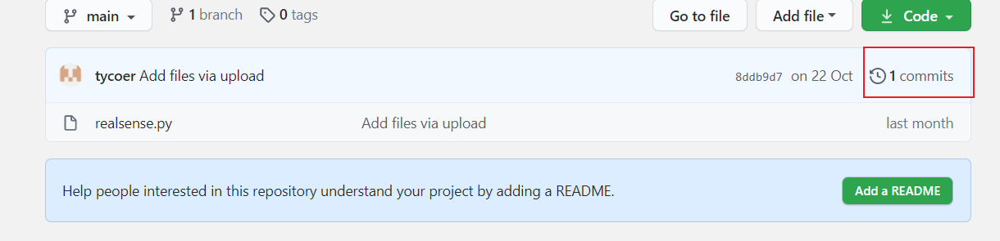 main 1 branch 0 tags Go to file Add file Code
tycoer Add files via upload 8ddb9d7 on 22 Oct 1 commits
realsense.py Add files via upload last month
Help people interested in this repository understand your project by adding a README. Add a README